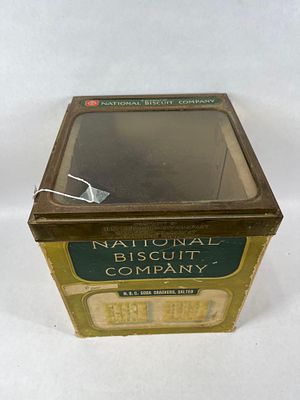 NATIONAL BISCUIT COMPANY
NATIONAL
BISCUIT
COMPANY
N. B. C. SODA CRACKERS, SALTED